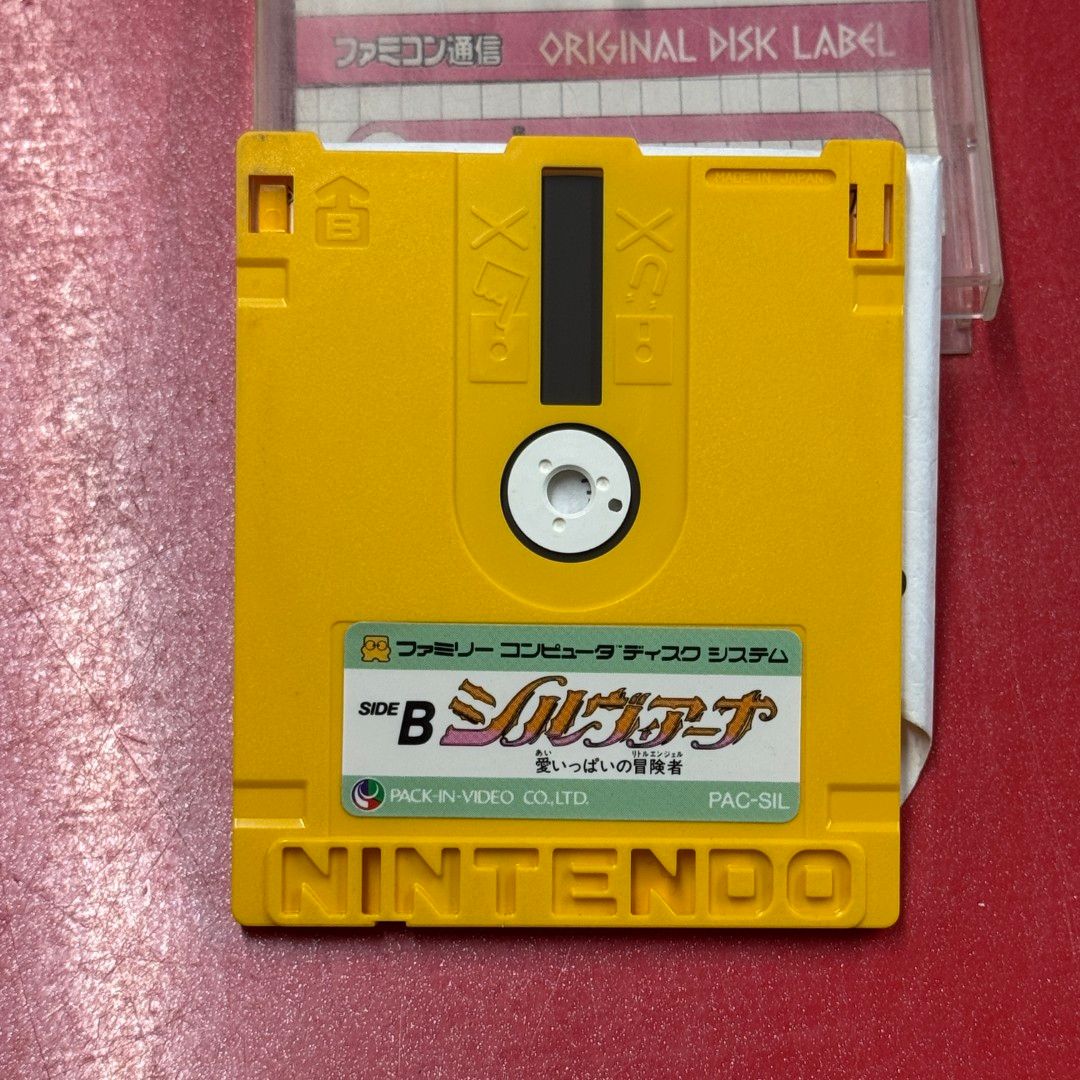 ファミコン通信 ORIGINAL DISK LABEL
B
MADE IN JAPAN
ファミリー コンピュータ ディスク システム
SIDE B シルヴァーナ
あい リトルエンジェル
愛いっぱいの冒険者
PACK-IN-VIDEO CO.,LTD. PAC-SIL
NINTENDO